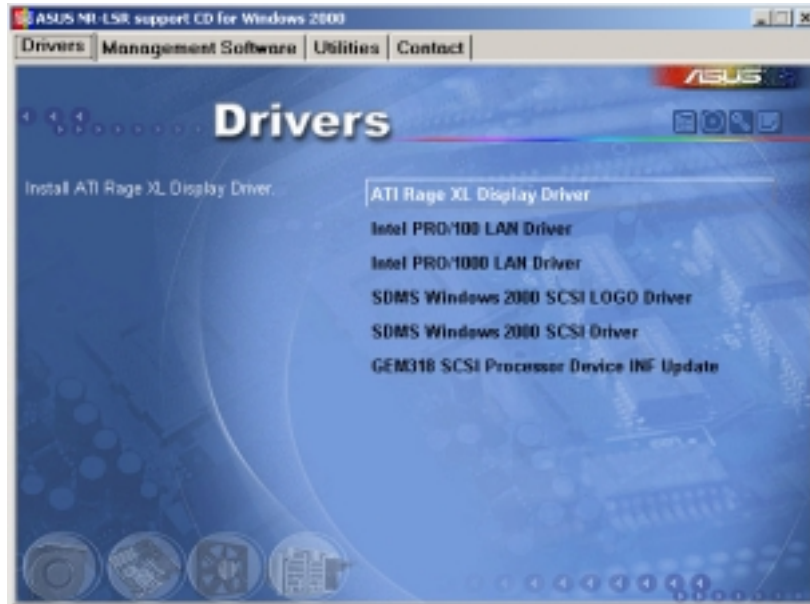 ASUS NR-LSR support CD for Windows 2000
Drivers Management Software Utilities Contact
ASUS
Drivers
Install ATI Rage XL Display Driver.
ATI Rage XL Display Driver
Intel PRO/100 LAN Driver
Intel PRO/1000 LAN Driver
SDMS Windows 2000 SCSI LOGO Driver
SDMS Windows 2000 SCSI Driver
GEM318 SCSI Processor Device INF Update